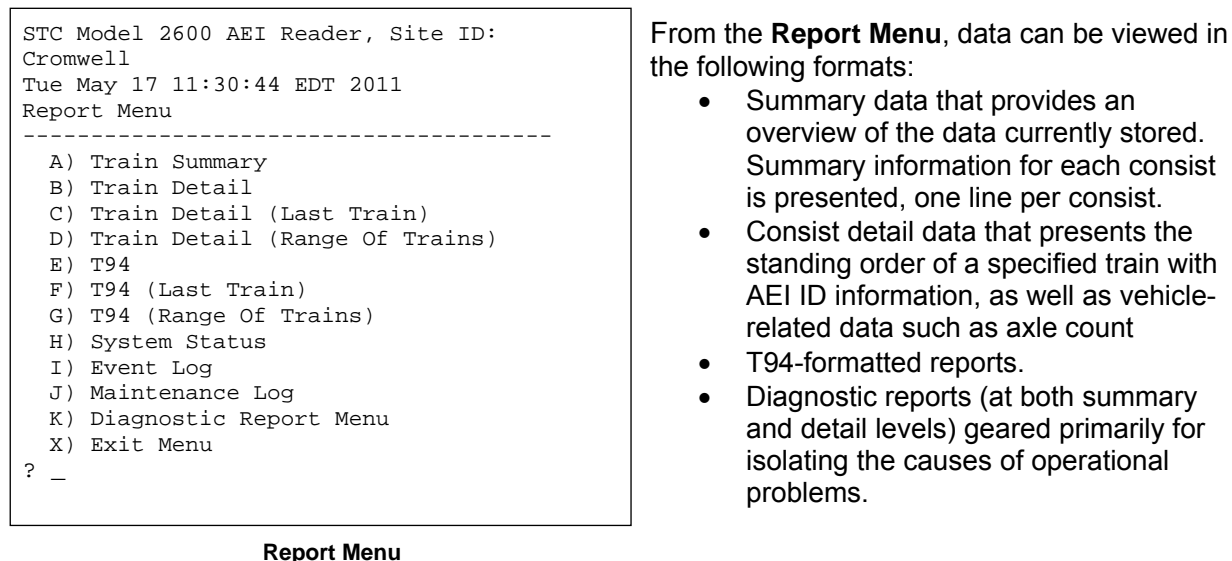 STC Model 2600 AEI Reader, Site ID:
Cromwell
Tue May 17 11:30:44 EDT 2011
Report Menu
---------------------------------------
A) Train Summary
B) Train Detail
C) Train Detail (Last Train)
D) Train Detail (Range Of Trains)
E) T94
F) T94 (Last Train)
G) T94 (Range Of Trains)
H) System Status
I) Event Log
J) Maintenance Log
K) Diagnostic Report Menu
X) Exit Menu
? _
Report Menu
From the Report Menu, data can be viewed in
the following formats:
• Summary data that provides an
overview of the data currently stored.
Summary information for each consist
is presented, one line per consist.
• Consist detail data that presents the
standing order of a specified train with
AEI ID information, as well as vehicle-
related data such as axle count
• T94-formatted reports.
• Diagnostic reports (at both summary
and detail levels) geared primarily for
isolating the causes of operational
problems.